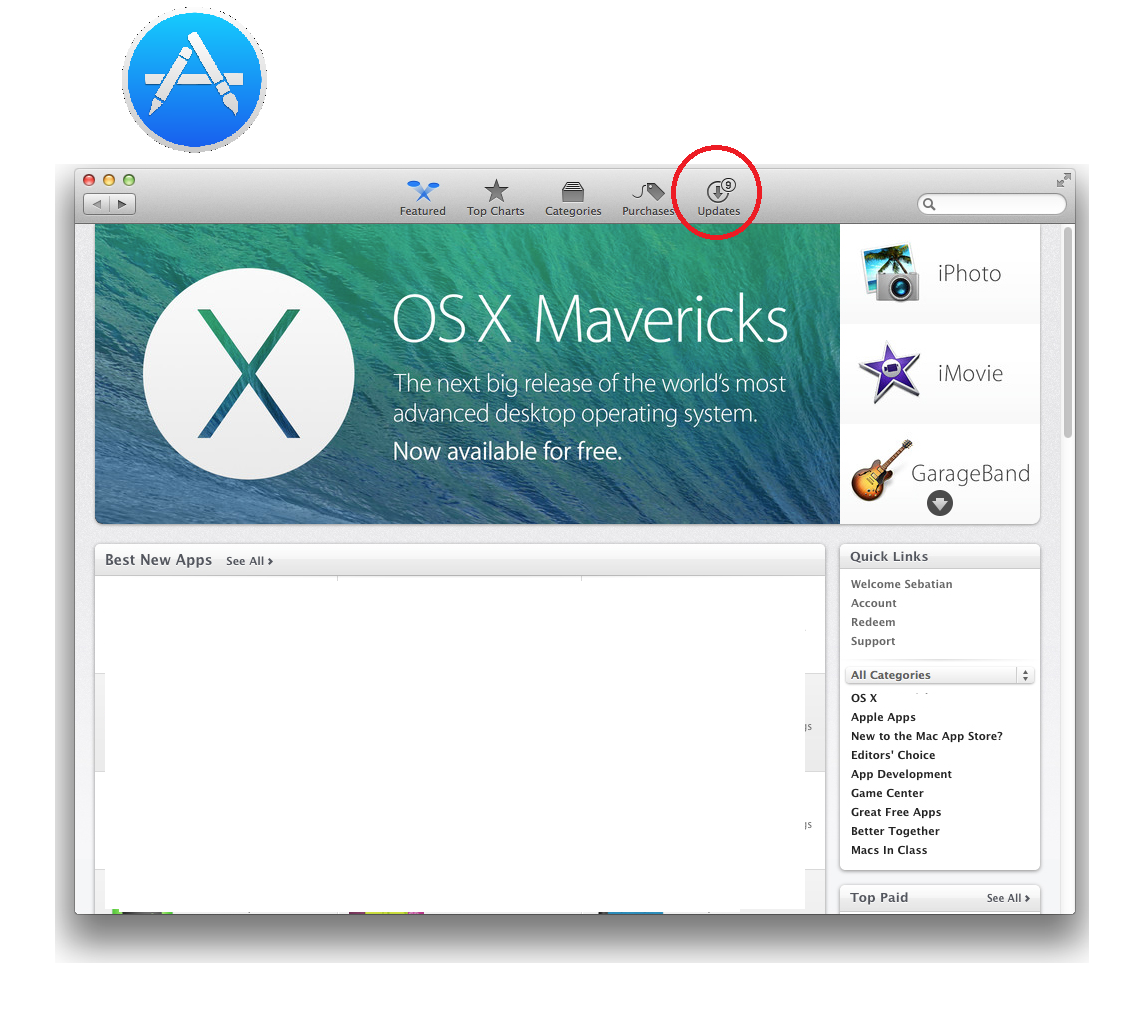 Featured
Top Charts
Categories
Purchases
9
Updates
OS X Mavericks
The next big release of the world's most
advanced desktop operating system.
Now available for free.
iPhoto
iMovie
GarageBand
Best New Apps
See All ›
Quick Links
Welcome Sebatian
Account
Redeem
Support
All Categories
OS X
Apple Apps
New to the Mac App Store?
Editors' Choice
App Development
Game Center
Great Free Apps
Better Together
Macs In Class
Top Paid
See All ›